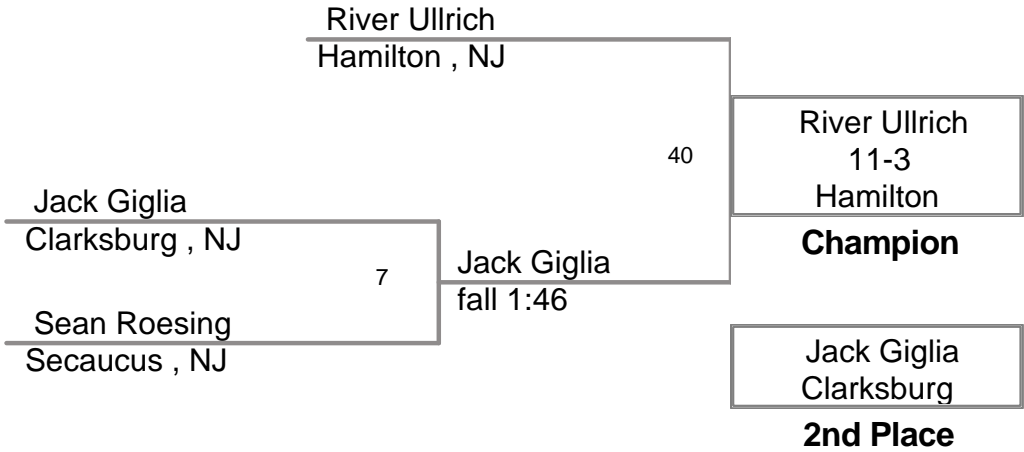 River Ullrich
Hamilton , NJ
River Ullrich
11-3
Hamilton
Champion
40
Jack Giglia
Clarksburg , NJ
7
Jack Giglia
fall 1:46
Sean Roesing
Secaucus , NJ
Jack Giglia
Clarksburg
2nd Place